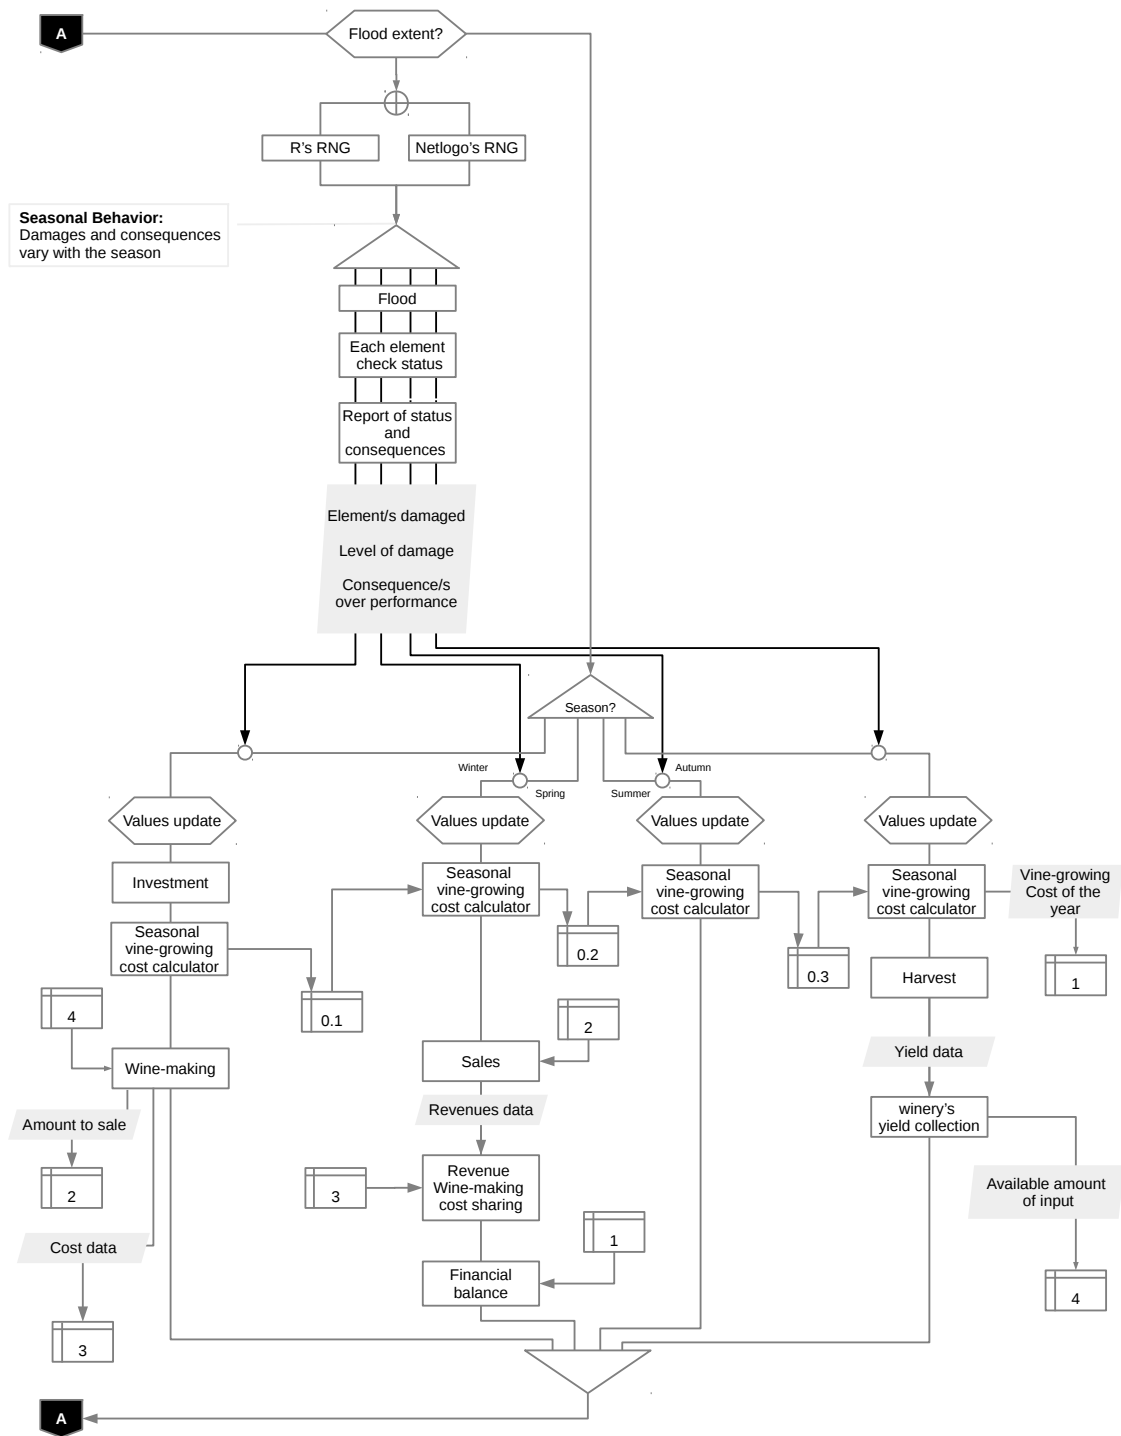 A
Flood extent?
R's RNG
Netlogo's RNG
Seasonal Behavior:
Damages and consequences
vary with the season
Flood
Each element
check status
Report of status
and
consequences
Element/s damaged
Level of damage
Consequence/s
over performance
Season?
Winter
Spring
Summer
Autumn
Values update
Values update
Values update
Values update
Investment
Seasonal
vine-growing
cost calculator
Seasonal
vine-growing
cost calculator
Seasonal
vine-growing
cost calculator
Seasonal
vine-growing
cost calculator
Vine-growing
Cost of the
year
0.1
0.2
0.3
1
Harvest
4
2
Wine-making
Sales
Yield data
Amount to sale
Revenues data
winery's
yield collection
2
3
Revenue
Wine-making
cost sharing
Available amount
of input
Cost data
1
Financial
balance
4
3
A